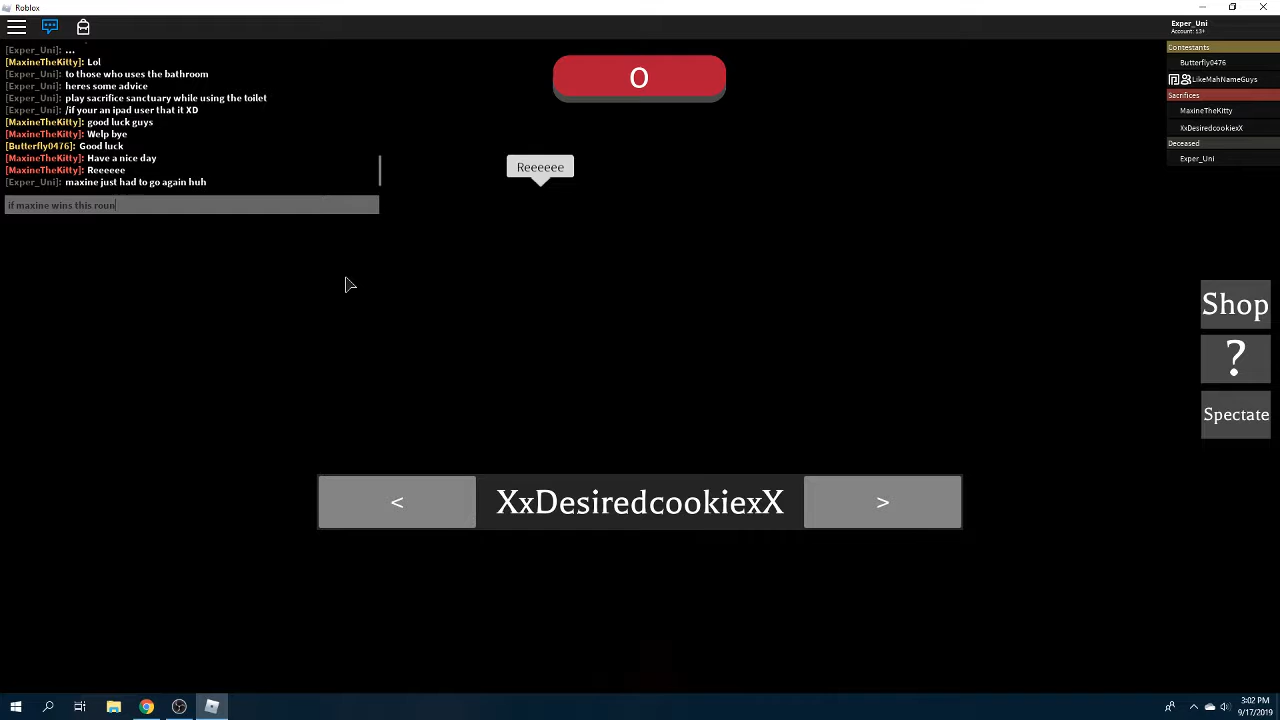 Roblox
Exper_Uni
Account: 13+
[Exper_Uni]: ...
[MaxineTheKitty]: Lol
[Exper_Uni]: to those who uses the bathroom
[Exper_Uni]: heres some advice
[Exper_Uni]: play sacrifice sanctuary while using the toilet
[Exper_Uni]: /if your an ipad user that it XD
[MaxineTheKitty]: good luck guys
[MaxineTheKitty]: Welp bye
[Butterfly0476]: Good luck
[MaxineTheKitty]: Have a nice day
[MaxineTheKitty]: Reeeeee
[Exper_Uni]: maxine just had to go again huh
if maxine wins this roun
0
Reeeeee
Contestants
Butterfly0476
LikeMahNameGuys
Sacrifices
MaxineTheKitty
XxDesiredcookiexX
Deceased
Exper_Uni
Shop
?
Spectate
< XxDesiredcookiexX >
3:02 PM
9/17/2019